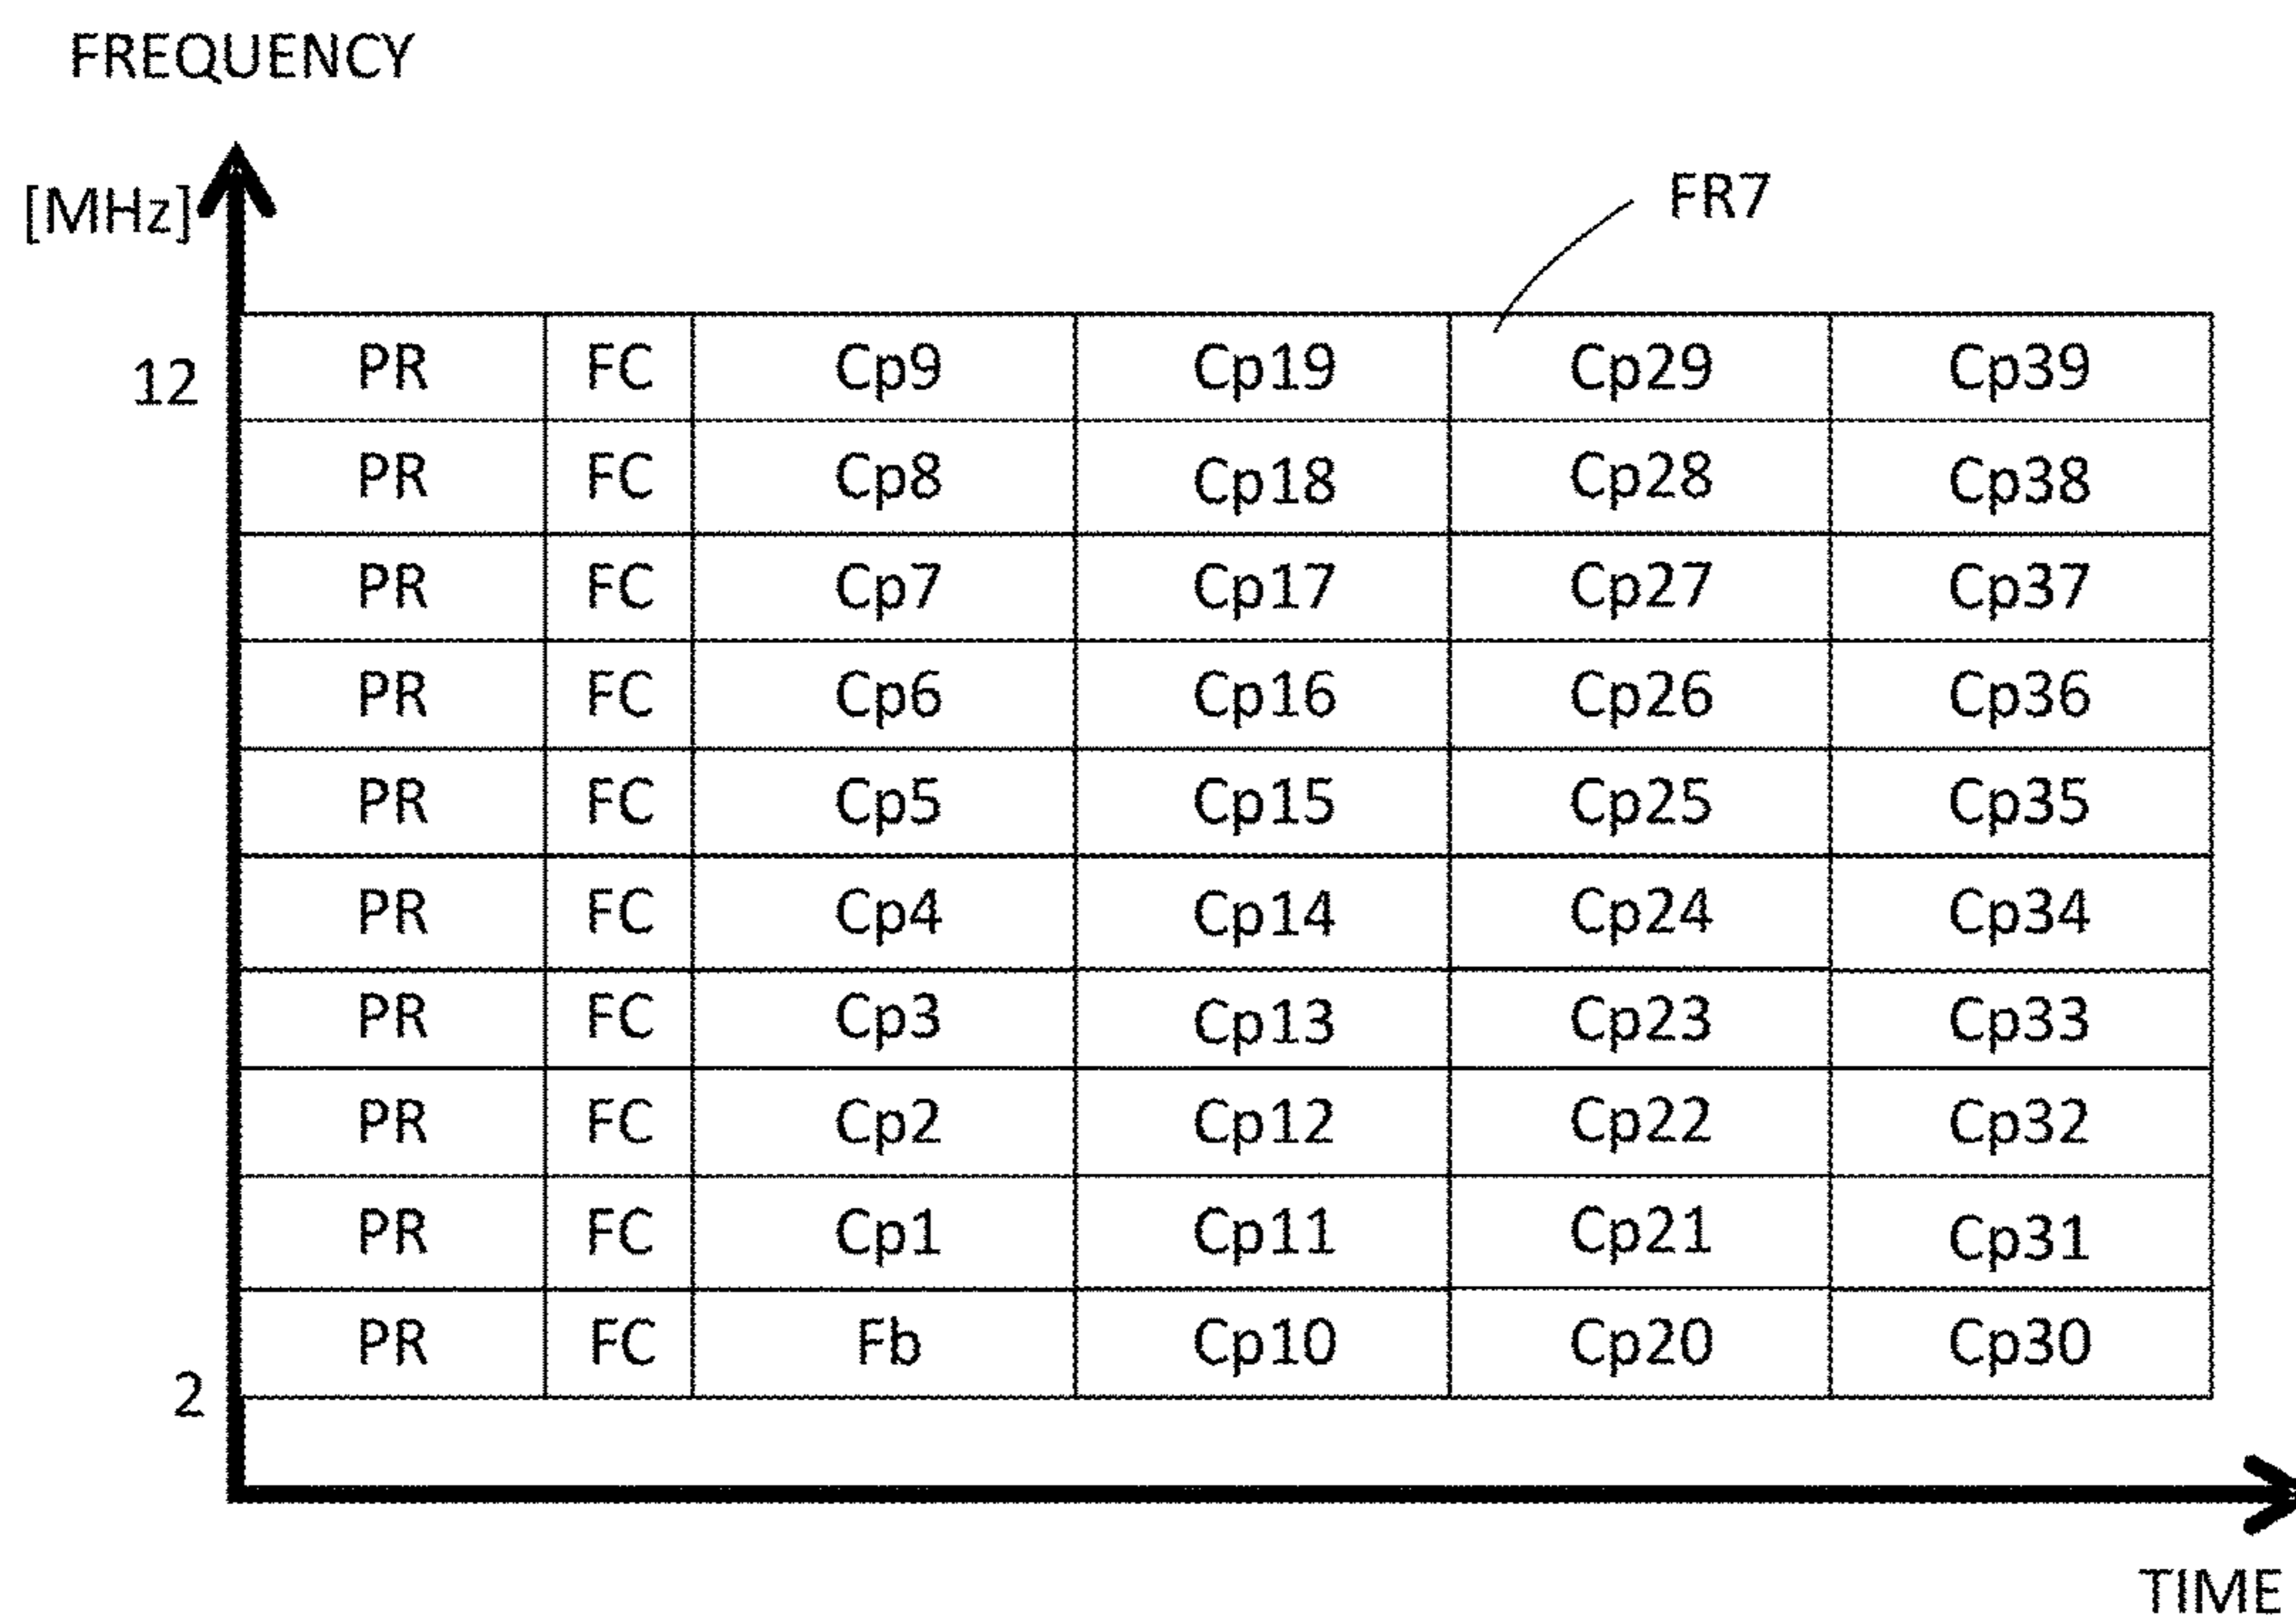 FREQUENCY
[MHz]
FR7
12
PR FC Cp9 Cp19 Cp29 Cp39
PR FC Cp8 Cp18 Cp28 Cp38
PR FC Cp7 Cp17 Cp27 Cp37
PR FC Cp6 Cp16 Cp26 Cp36
PR FC Cp5 Cp15 Cp25 Cp35
PR FC Cp4 Cp14 Cp24 Cp34
PR FC Cp3 Cp13 Cp23 Cp33
PR FC Cp2 Cp12 Cp22 Cp32
PR FC Cp1 Cp11 Cp21 Cp31
PR FC Fb Cp10 Cp20 Cp30
2
TIME